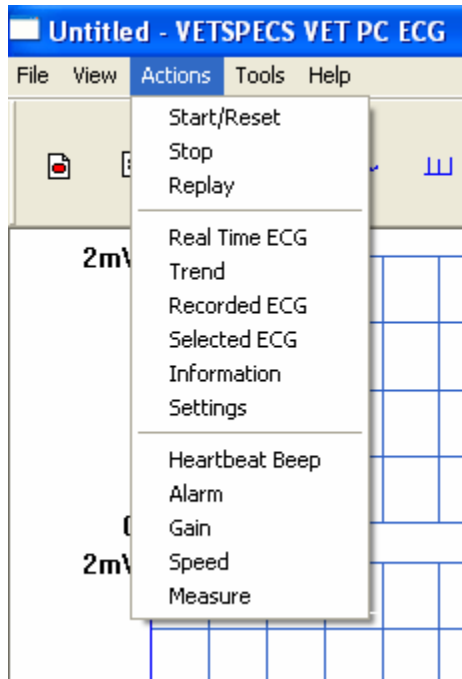 Untitled - VETSPECS VET PC ECG
File View Actions Tools Help
Start/Reset
Stop
Replay
2mV
Real Time ECG
Trend
Recorded ECG
Selected ECG
Information
Settings
Heartbeat Beep
Alarm
Gain
2mV
Speed
Measure